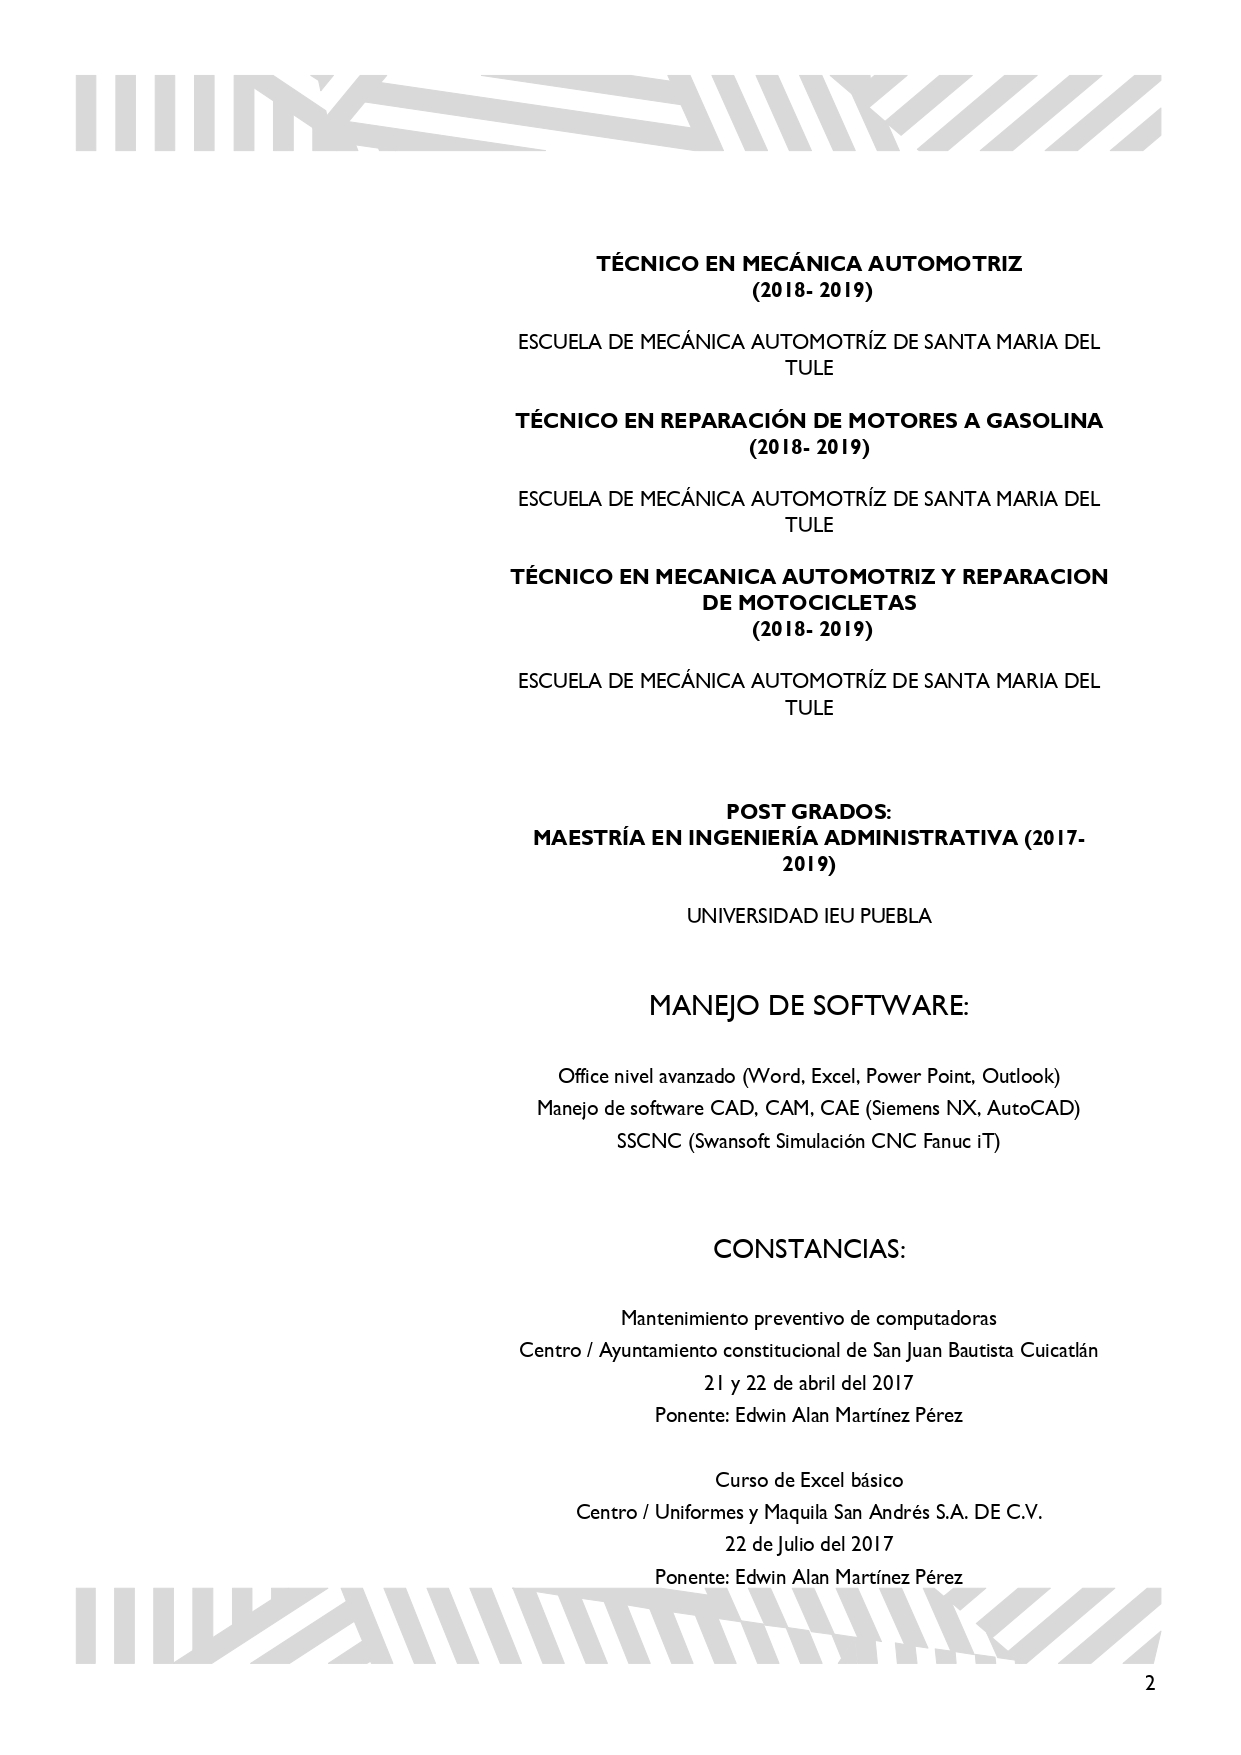 TÉCNICO EN MECÁNICA AUTOMOTRIZ
(2018- 2019)
ESCUELA DE MECÁNICA AUTOMOTRÍZ DE SANTA MARIA DEL
TULE
TÉCNICO EN REPARACIÓN DE MOTORES A GASOLINA
(2018- 2019)
ESCUELA DE MECÁNICA AUTOMOTRÍZ DE SANTA MARIA DEL
TULE
TÉCNICO EN MECANICA AUTOMOTRIZ Y REPARACION
DE MOTOCICLETAS
(2018- 2019)
ESCUELA DE MECÁNICA AUTOMOTRÍZ DE SANTA MARIA DEL
TULE
POST GRADOS:
MAESTRÍA EN INGENIERÍA ADMINISTRATIVA (2017-
2019)
UNIVERSIDAD IEU PUEBLA
MANEJO DE SOFTWARE:
Office nivel avanzado (Word, Excel, Power Point, Outlook)
Manejo de software CAD, CAM, CAE (Siemens NX, AutoCAD)
SSCNC (Swansoft Simulación CNC Fanuc iT)
CONSTANCIAS:
Mantenimiento preventivo de computadoras
Centro / Ayuntamiento constitucional de San Juan Bautista Cuicatlán
21 y 22 de abril del 2017
Ponente: Edwin Alan Martínez Pérez
Curso de Excel básico
Centro / Uniformes y Maquila San Andrés S.A. DE C.V.
22 de Julio del 2017
Ponente: Edwin Alan Martínez Pérez
2